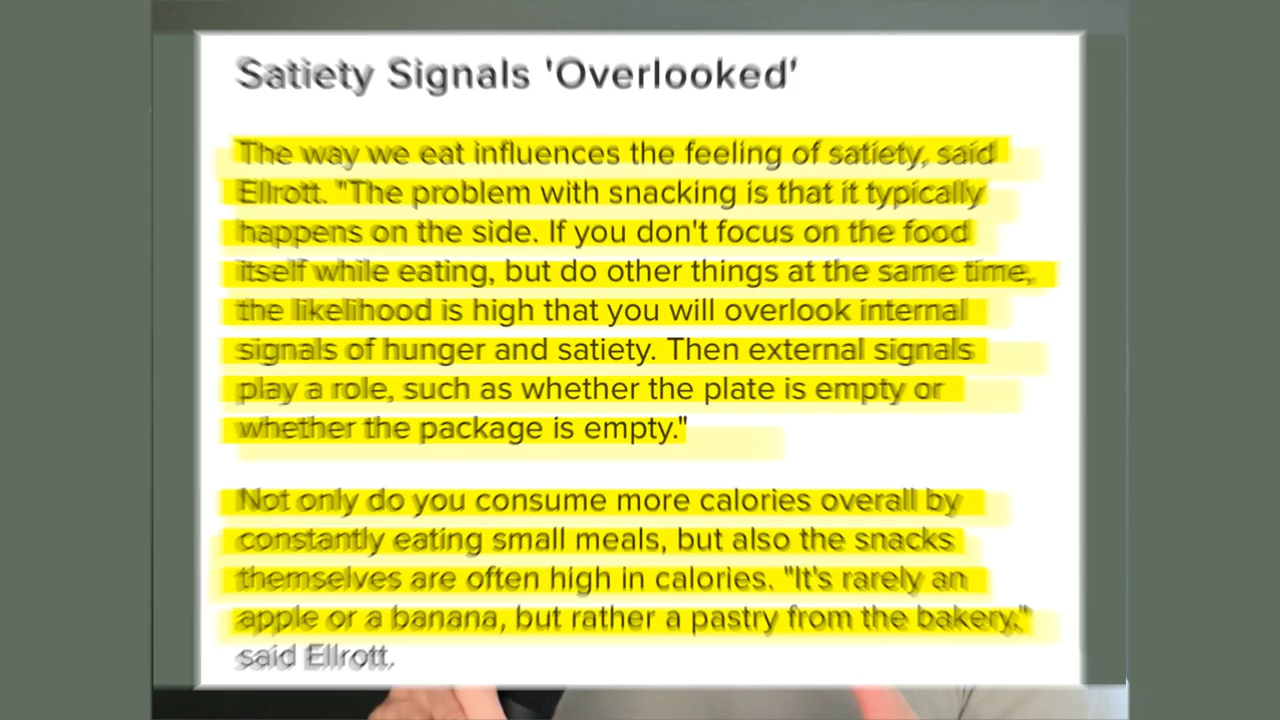 Satiety Signals 'Overlooked'
The way we eat influences the feeling of satiety, said
Ellrott. "The problem with snacking is that it typically
happens on the side. If you don't focus on the food
itself while eating, but do other things at the same time,
the likelihood is high that you will overlook internal
signals of hunger and satiety. Then external signals
play a role, such as whether the plate is empty or
whether the package is empty."
Not only do you consume more calories overall by
constantly eating small meals, but also the snacks
themselves are often high in calories. "It's rarely an
apple or a banana, but rather a pastry from the bakery,"
said Ellrott.